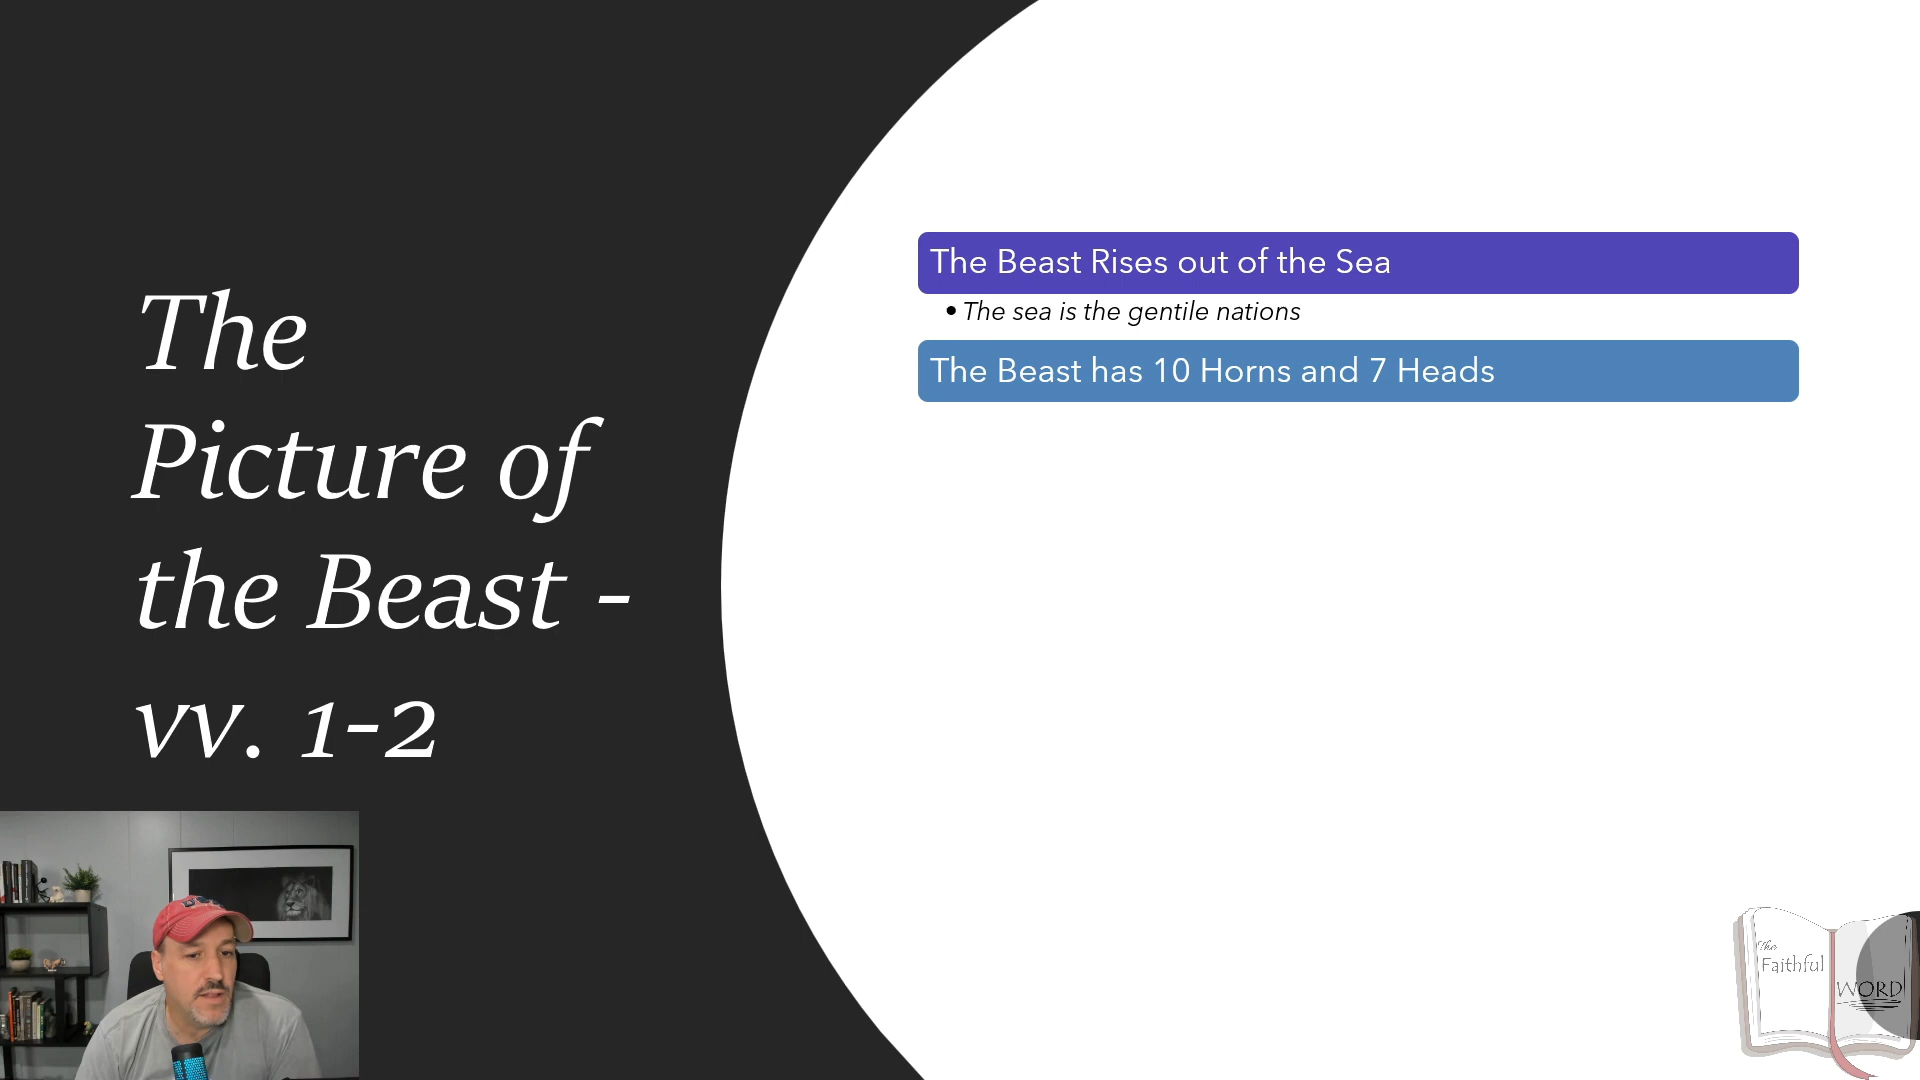 The
Picture of
the Beast -
vv. 1-2
The Beast Rises out of the Sea
• The sea is the gentile nations
The Beast has 10 Horns and 7 Heads
The
Faithful
WORD